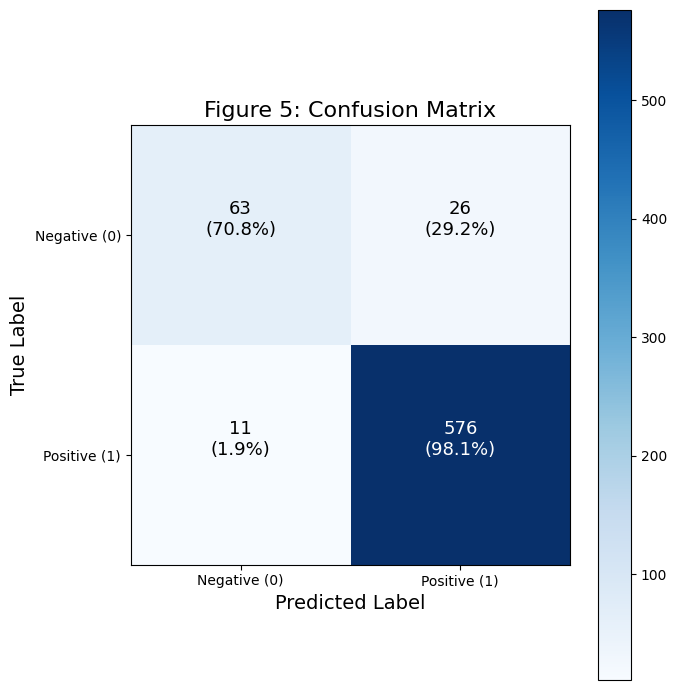 Figure 5: Confusion Matrix
63
(70.8%)
26
(29.2%)
11
(1.9%)
576
(98.1%)
Negative (0)
Positive (1)
True Label
Negative (0)
Positive (1)
Predicted Label
500
400
300
200
100